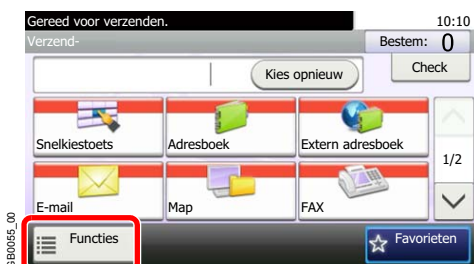 Gereed voor verzenden. 10:10
Verzend- Bestem: 0
Kies opnieuw Check
Snelkiestoets Adresboek Extern adresboek
1/2
E-mail Map FAX
Functies Favorieten
GB0055_00